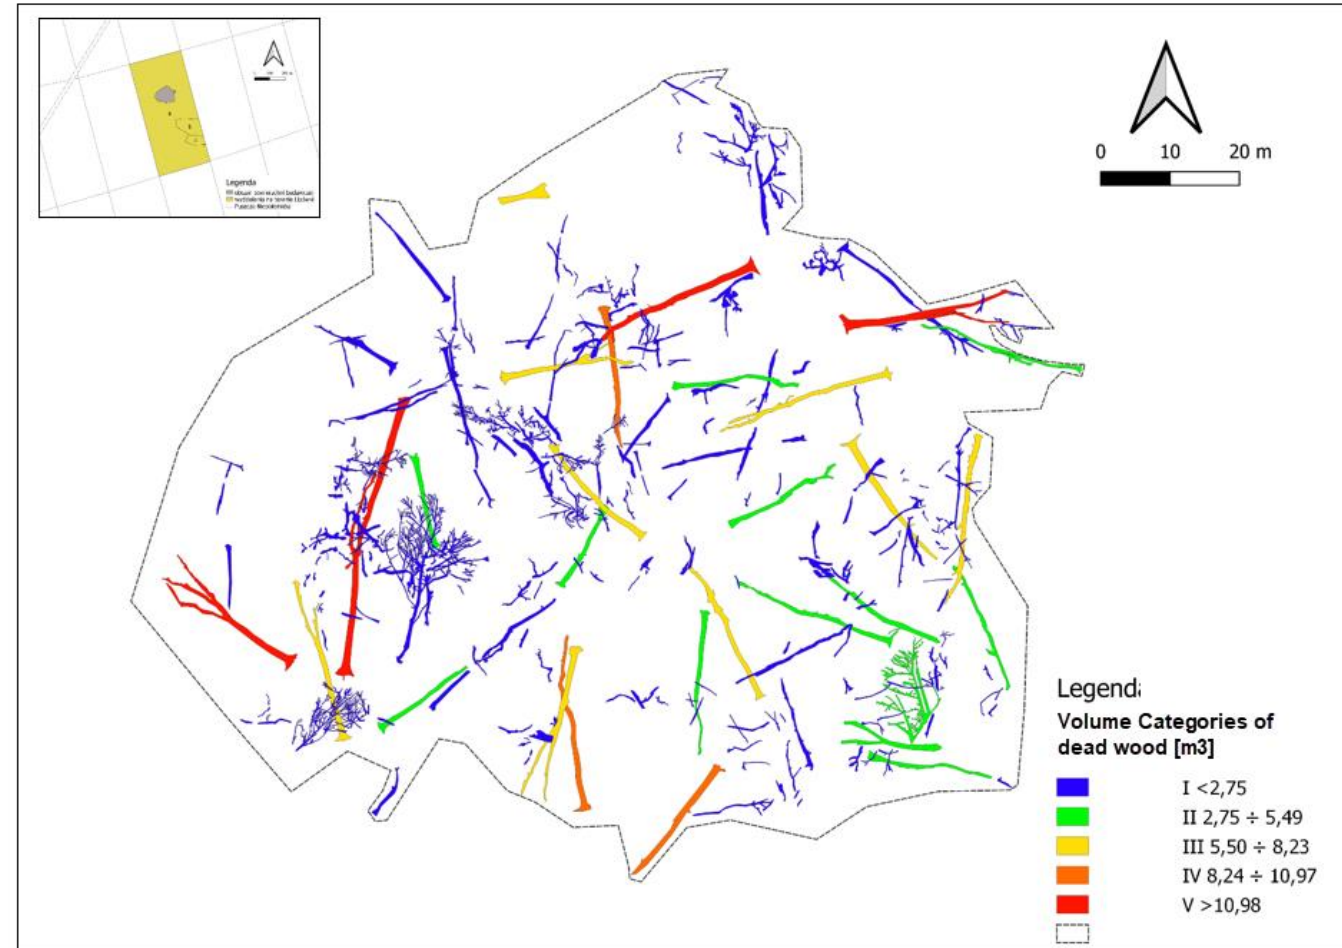 Legenda
0 10 20 m
Legend
Volume Categories of
dead wood [m3]
I <2,75
II 2,75 ÷ 5,49
III 5,50 ÷ 8,23
IV 8,24 ÷ 10,97
V >10,98